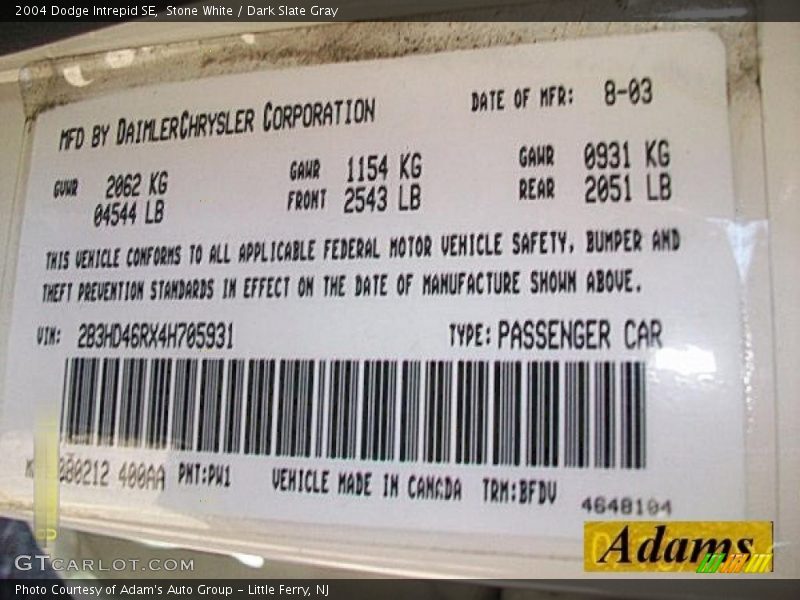 2004 Dodge Intrepid SE, Stone White / Dark Slate Gray
MFD BY DAIMLERCHRYSLER CORPORATION DATE OF MFR: 8-03
GVWR 2062 KG GAWR 1154 KG GAWR 0931 KG
04544 LB FRONT 2543 LB REAR 2051 LB
THIS VEHICLE CONFORMS TO ALL APPLICABLE FEDERAL MOTOR VEHICLE SAFETY, BUMPER AND
THEFT PREVENTION STANDARDS IN EFFECT ON THE DATE OF MANUFACTURE SHOWN ABOVE.
VIN: 2B3HD46RX4H705931 TYPE: PASSENGER CAR
400AA PNT:PW1 VEHICLE MADE IN CANADA TRM:BFDV 4648104
Adams
GTCARLOT.COM
Photo Courtesy of Adam's Auto Group - Little Ferry, NJ